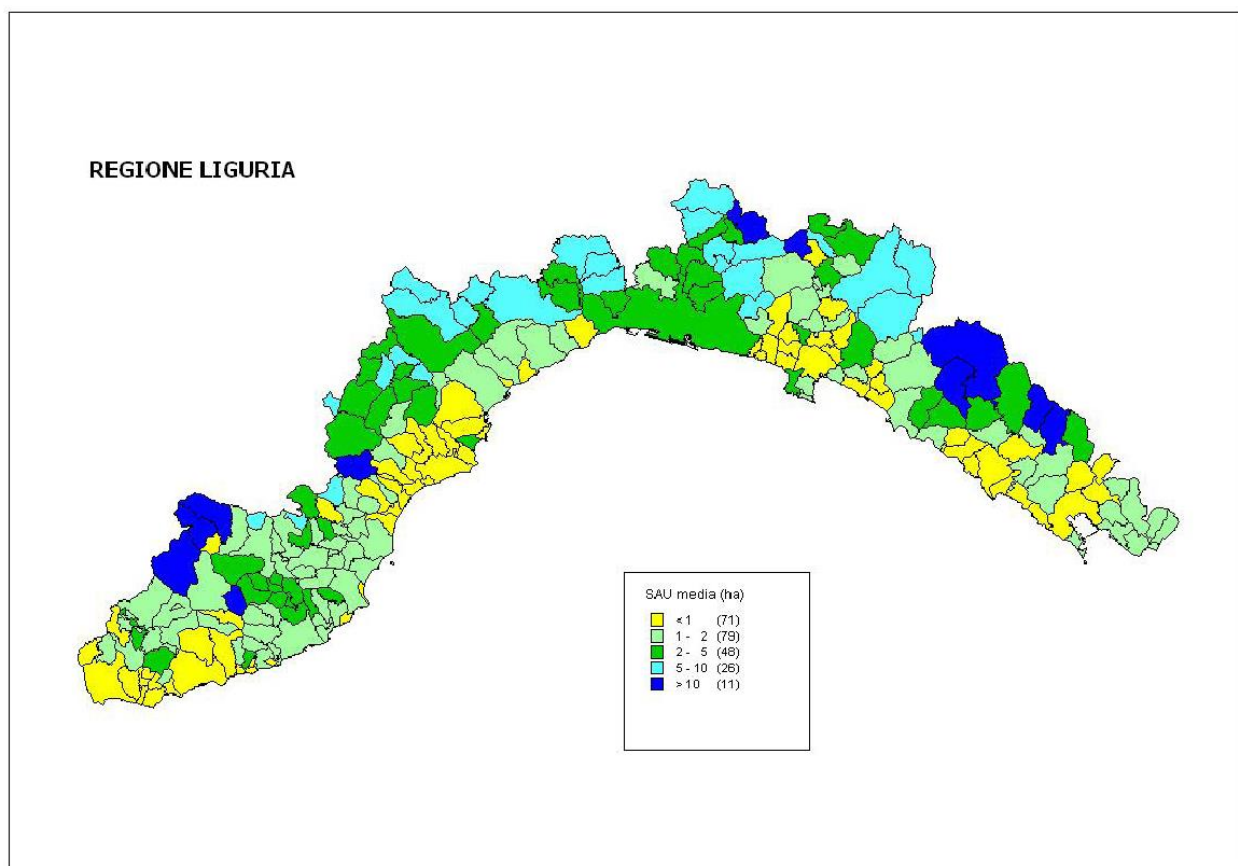 REGIONE LIGURIA
SAU media (ha)
< 1 (71)
1 - 2 (79)
2 - 5 (48)
5 - 10 (26)
> 10 (11)